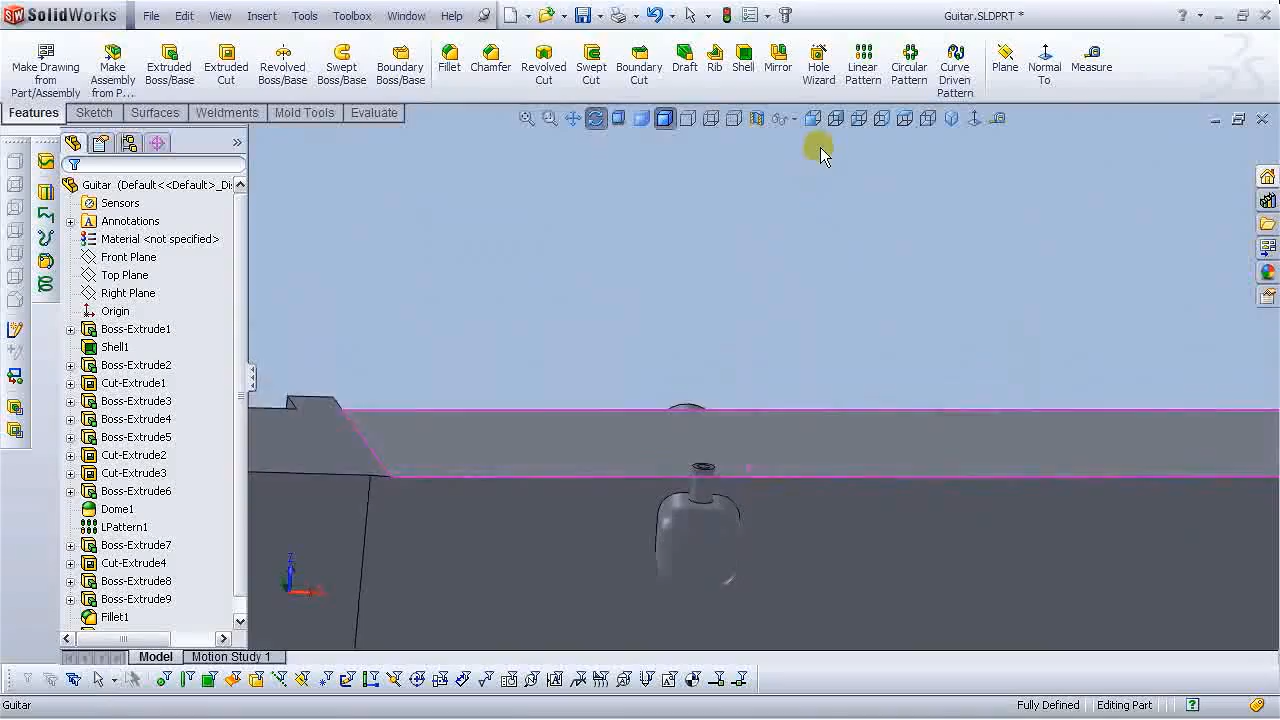 SolidWorks File Edit View Insert Tools Toolbox Window Help Guitar.SLDPRT *
Make Drawing from Part/Assembly
Make Assembly from P...
Extruded Boss/Base
Extruded Cut
Revolved Boss/Base
Swept Boss/Base
Boundary Boss/Base
Fillet
Chamfer
Revolved Cut
Swept Cut
Boundary Cut
Draft
Rib
Shell
Mirror
Hole Wizard
Linear Pattern
Circular Pattern
Curve Driven Pattern
Plane
Normal To
Measure
Features Sketch Surfaces Weldments Mold Tools Evaluate
Guitar (Default<<Default>_Di
Sensors
Annotations
Material <not specified>
Front Plane
Top Plane
Right Plane
Origin
Boss-Extrude1
Shell1
Boss-Extrude2
Cut-Extrude1
Boss-Extrude3
Boss-Extrude4
Boss-Extrude5
Cut-Extrude2
Cut-Extrude3
Boss-Extrude6
Dome1
LPattern1
Boss-Extrude7
Cut-Extrude4
Boss-Extrude8
Boss-Extrude9
Fillet1
Model Motion Study 1
Guitar Fully Defined Editing Part